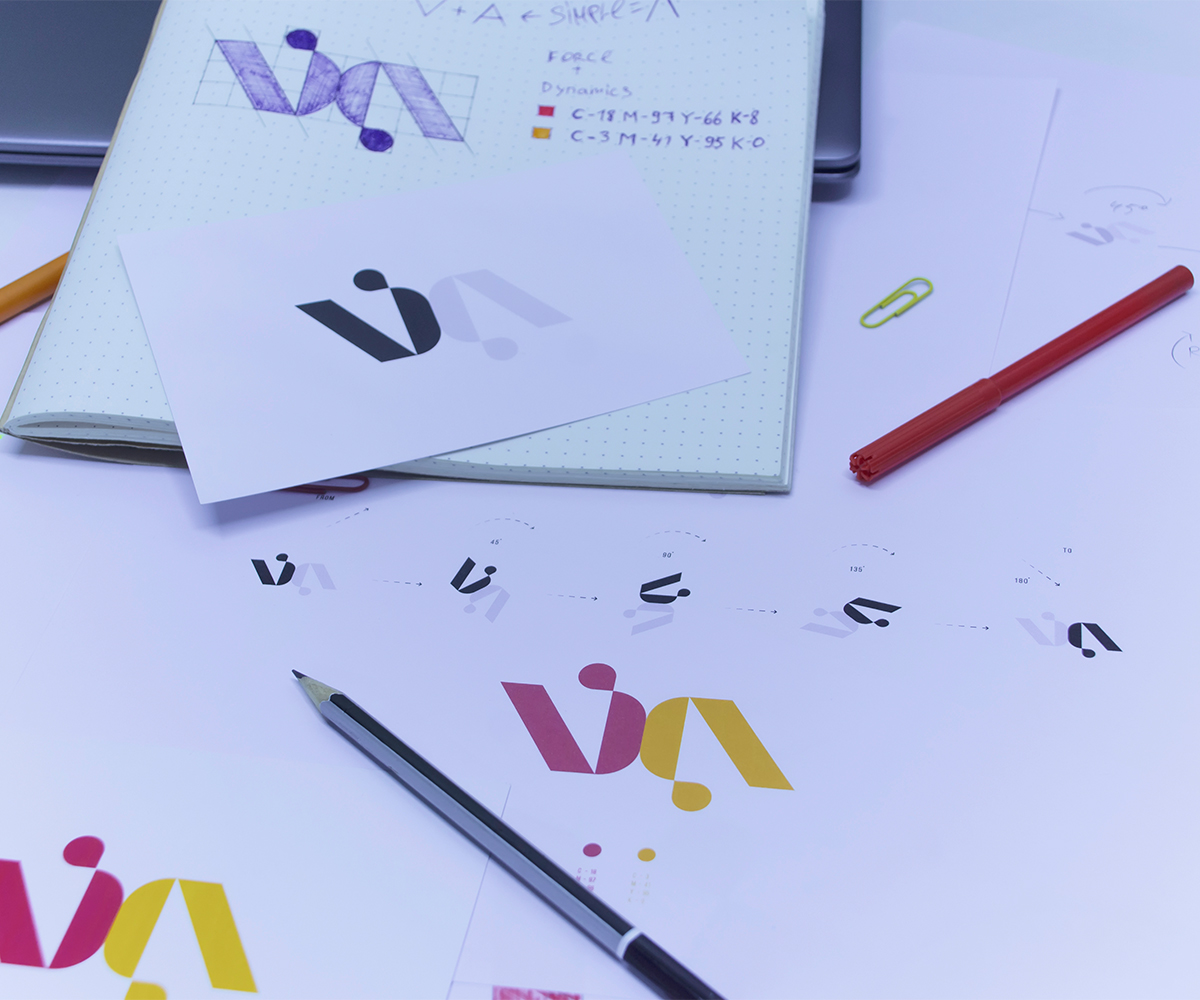 V + A ← SIMPLE = Λ
FORCE
+
Dynamics
C-18 M-97 Y-66 K-8
C-3 M-41 Y-95 K-0
45°
FROM
45°
90°
135°
180°
TO